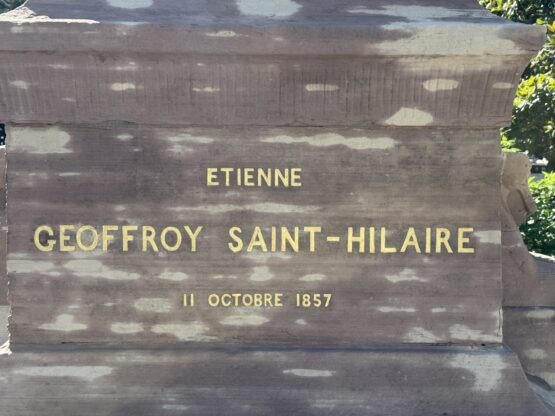 ETIENNE
GEOFFROY SAINT-HILAIRE
11 OCTOBRE 1857